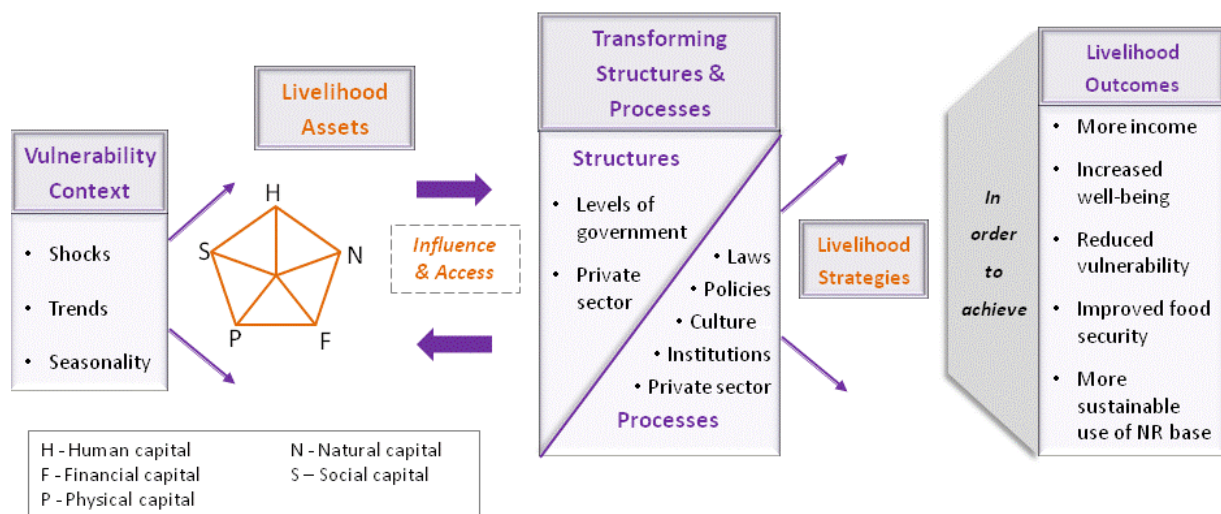 Vulnerability
Context
• Shocks
• Trends
• Seasonality
Livelihood
Assets
H
S
N
P
F
Influence
& Access
Transforming
Structures &
Processes
Structures
• Levels of
government
• Private
sector
• Laws
• Policies
• Culture
• Institutions
• Private sector
Processes
Livelihood
Strategies
In
order
to
achieve
Livelihood
Outcomes
• More income
• Increased
well-being
• Reduced
vulnerability
• Improved food
security
• More
sustainable
use of NR base
H - Human capital
F - Financial capital
P - Physical capital
N - Natural capital
S – Social capital